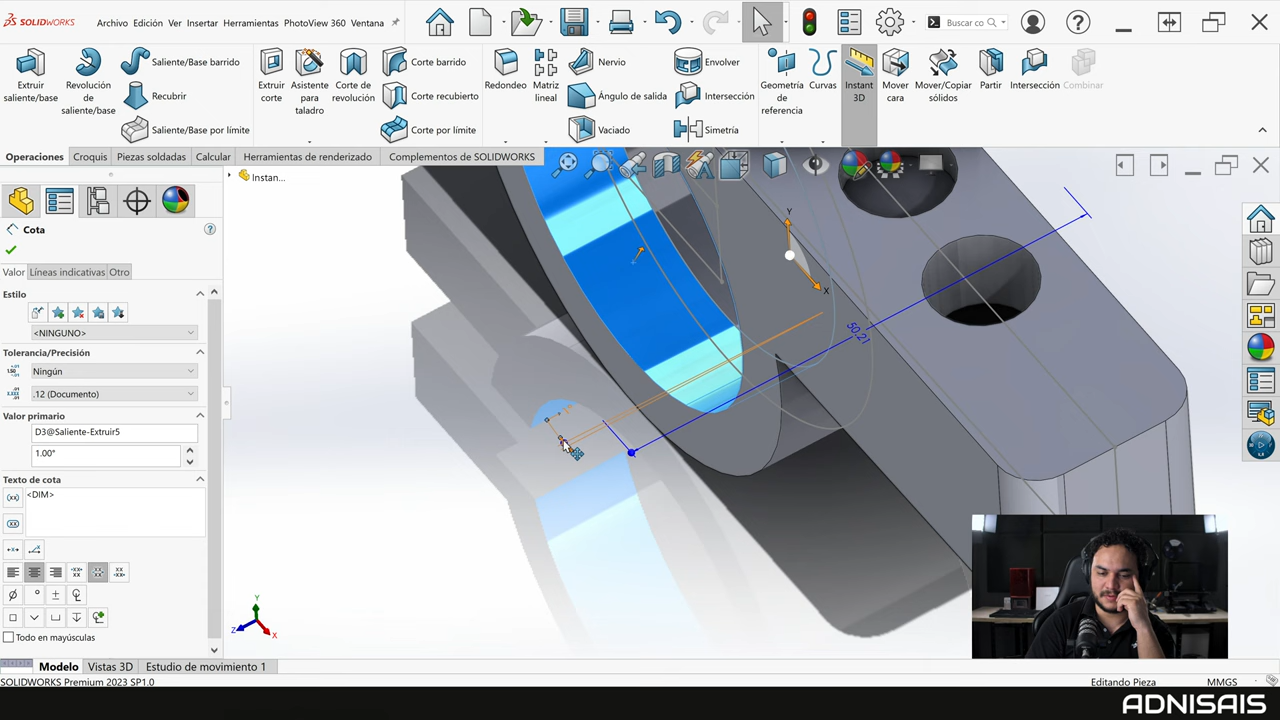 SOLIDWORKS
Archivo Edición Ver Insertar Herramientas PhotoView 360 Ventana
Buscar co
Extruir saliente/base
Revolución de saliente/base
Saliente/Base barrido
Recubrir
Saliente/Base por límite
Extruir corte
Asistente para taladro
Corte de revolución
Corte barrido
Corte recubierto
Corte por límite
Redondeo
Matriz lineal
Nervio
Ángulo de salida
Vaciado
Envolver
Intersección
Simetría
Geometría de referencia
Curvas
Instant 3D
Mover cara
Mover/Copiar sólidos
Partir
Intersección
Combinar
Operaciones Croquis Piezas soldadas Calcular Herramientas de renderizado Complementos de SOLIDWORKS
Instan...
Cota
Valor Líneas indicativas Otro
Estilo
<NINGUNO>
Tolerancia/Precisión
Ningún
.12 (Documento)
Valor primario
D3@Saliente-Extruir5
1.00°
Texto de cota
<DIM>
Todo en mayúsculas
50.21
Y
X
Y
Z
X
Modelo Vistas 3D Estudio de movimiento 1
SOLIDWORKS Premium 2023 SP1.0
Editando Pieza
MMGS
ADNISAIS